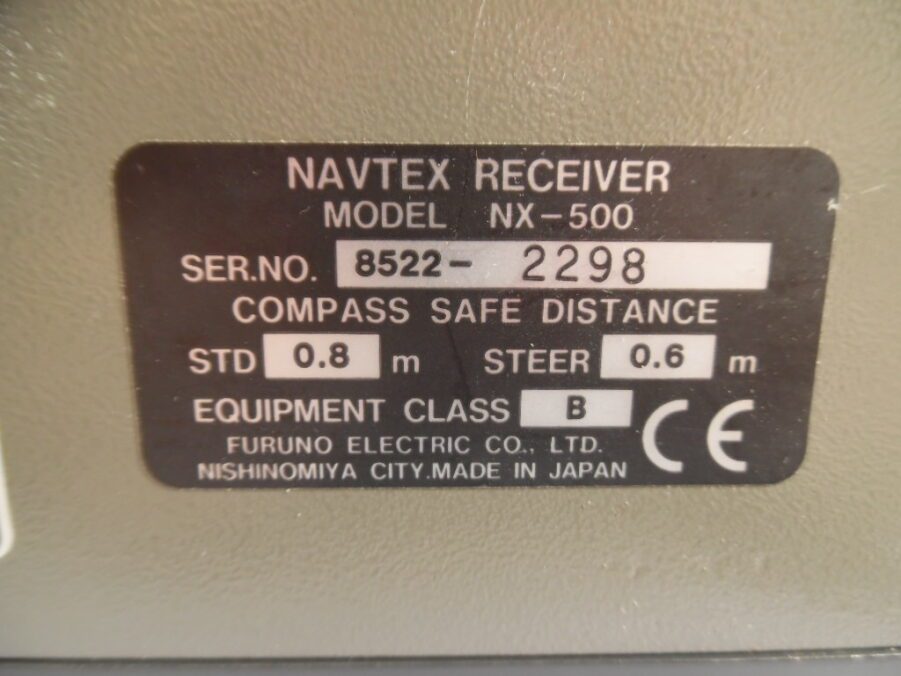 NAVTEX RECEIVER
MODEL NX-500
SER.NO. 8522- 2298
COMPASS SAFE DISTANCE
STD 0.8 m STEER 0.6 m
EQUIPMENT CLASS B CE
FURUNO ELECTRIC CO., LTD.
NISHINOMIYA CITY.MADE IN JAPAN